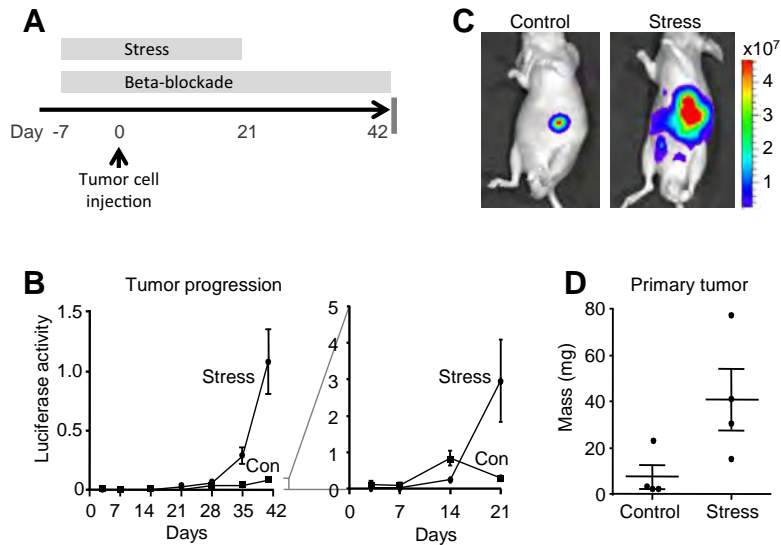 A
Stress
Beta-blockade
Day -7 0 21 42
Tumor cell
injection
C
Control Stress
x10⁷
4
3
2
1
B
Tumor progression
Luciferase activity
1.5
1.0
0.5
0
Stress
Con
0 7 14 21 28 35 42
Days
5
4
3
2
1
0
Stress
Con
0 7 14 21
Days
D
Primary tumor
Mass (mg)
80
60
40
20
0
Control Stress